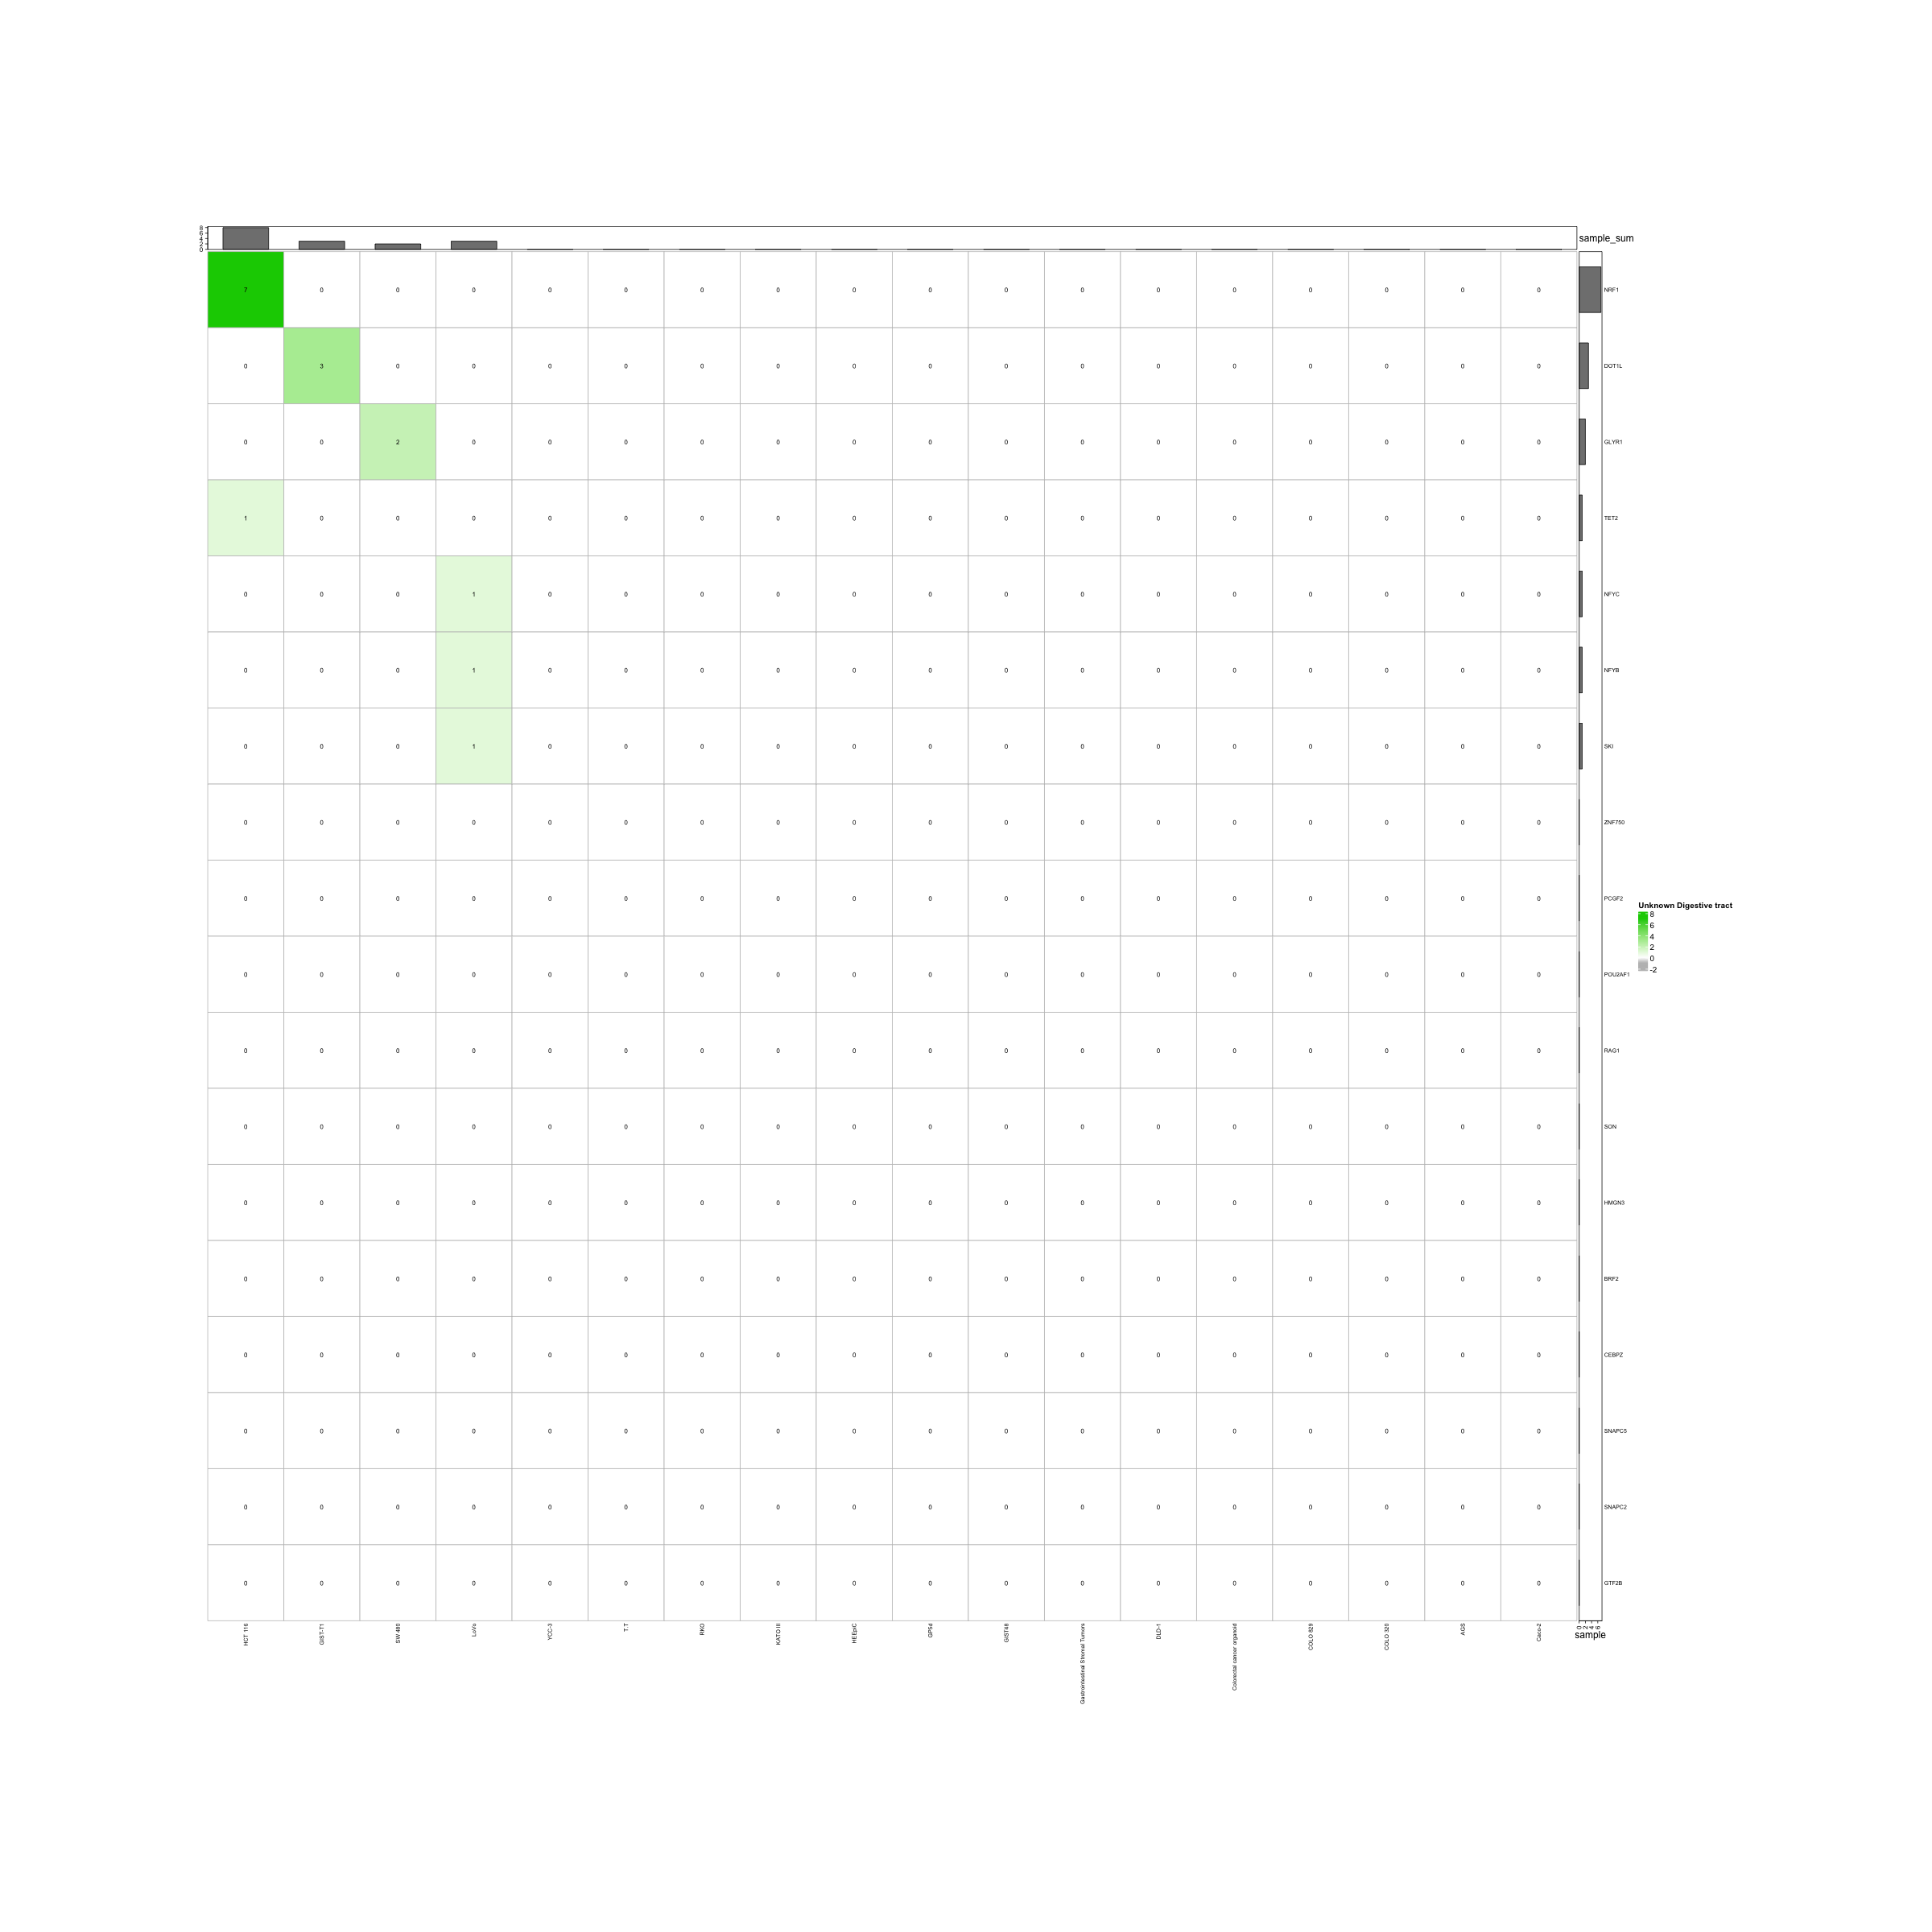 8
6
4
2
0
sample_sum
7 0 0 0 0 0 0 0 0 0 0 0 0 0 0 0 0 0 NRF1
0 3 0 0 0 0 0 0 0 0 0 0 0 0 0 0 0 0 DOT1L
0 0 2 0 0 0 0 0 0 0 0 0 0 0 0 0 0 0 GLYR1
1 0 0 0 0 0 0 0 0 0 0 0 0 0 0 0 0 0 TET2
0 0 0 1 0 0 0 0 0 0 0 0 0 0 0 0 0 0 NFYC
0 0 0 1 0 0 0 0 0 0 0 0 0 0 0 0 0 0 NFYB
0 0 0 1 0 0 0 0 0 0 0 0 0 0 0 0 0 0 SKI
0 0 0 0 0 0 0 0 0 0 0 0 0 0 0 0 0 0 ZNF750
0 0 0 0 0 0 0 0 0 0 0 0 0 0 0 0 0 0 PCGF2
0 0 0 0 0 0 0 0 0 0 0 0 0 0 0 0 0 0 POU2AF1
0 0 0 0 0 0 0 0 0 0 0 0 0 0 0 0 0 0 RAG1
0 0 0 0 0 0 0 0 0 0 0 0 0 0 0 0 0 0 SON
0 0 0 0 0 0 0 0 0 0 0 0 0 0 0 0 0 0 HMGN3
0 0 0 0 0 0 0 0 0 0 0 0 0 0 0 0 0 0 BRF2
0 0 0 0 0 0 0 0 0 0 0 0 0 0 0 0 0 0 CEBPZ
0 0 0 0 0 0 0 0 0 0 0 0 0 0 0 0 0 0 SNAPC5
0 0 0 0 0 0 0 0 0 0 0 0 0 0 0 0 0 0 SNAPC2
0 0 0 0 0 0 0 0 0 0 0 0 0 0 0 0 0 0 GTF2B
HCT 116
GIST-T1
SW 480
LoVo
YCC-3
T.T
RKO
KATO III
HEEpiC
GP5d
GIST48
Gastrointestinal Stromal Tumors
DLD-1
Colorectal cancer organoid
COLO 829
COLO 320
AGS
Caco-2
0 2 4 6
sample
Unknown Digestive tract
8
6
4
2
0
-2